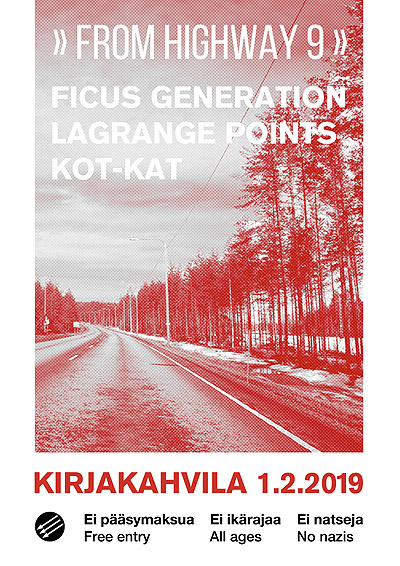 » FROM HIGHWAY 9 »
FICUS GENERATION
LAGRANGE POINTS
KOT-KAT
KIRJAKAHVILA 1.2.2019
Ei pääsymaksua Ei ikärajaa Ei natseja
Free entry All ages No nazis